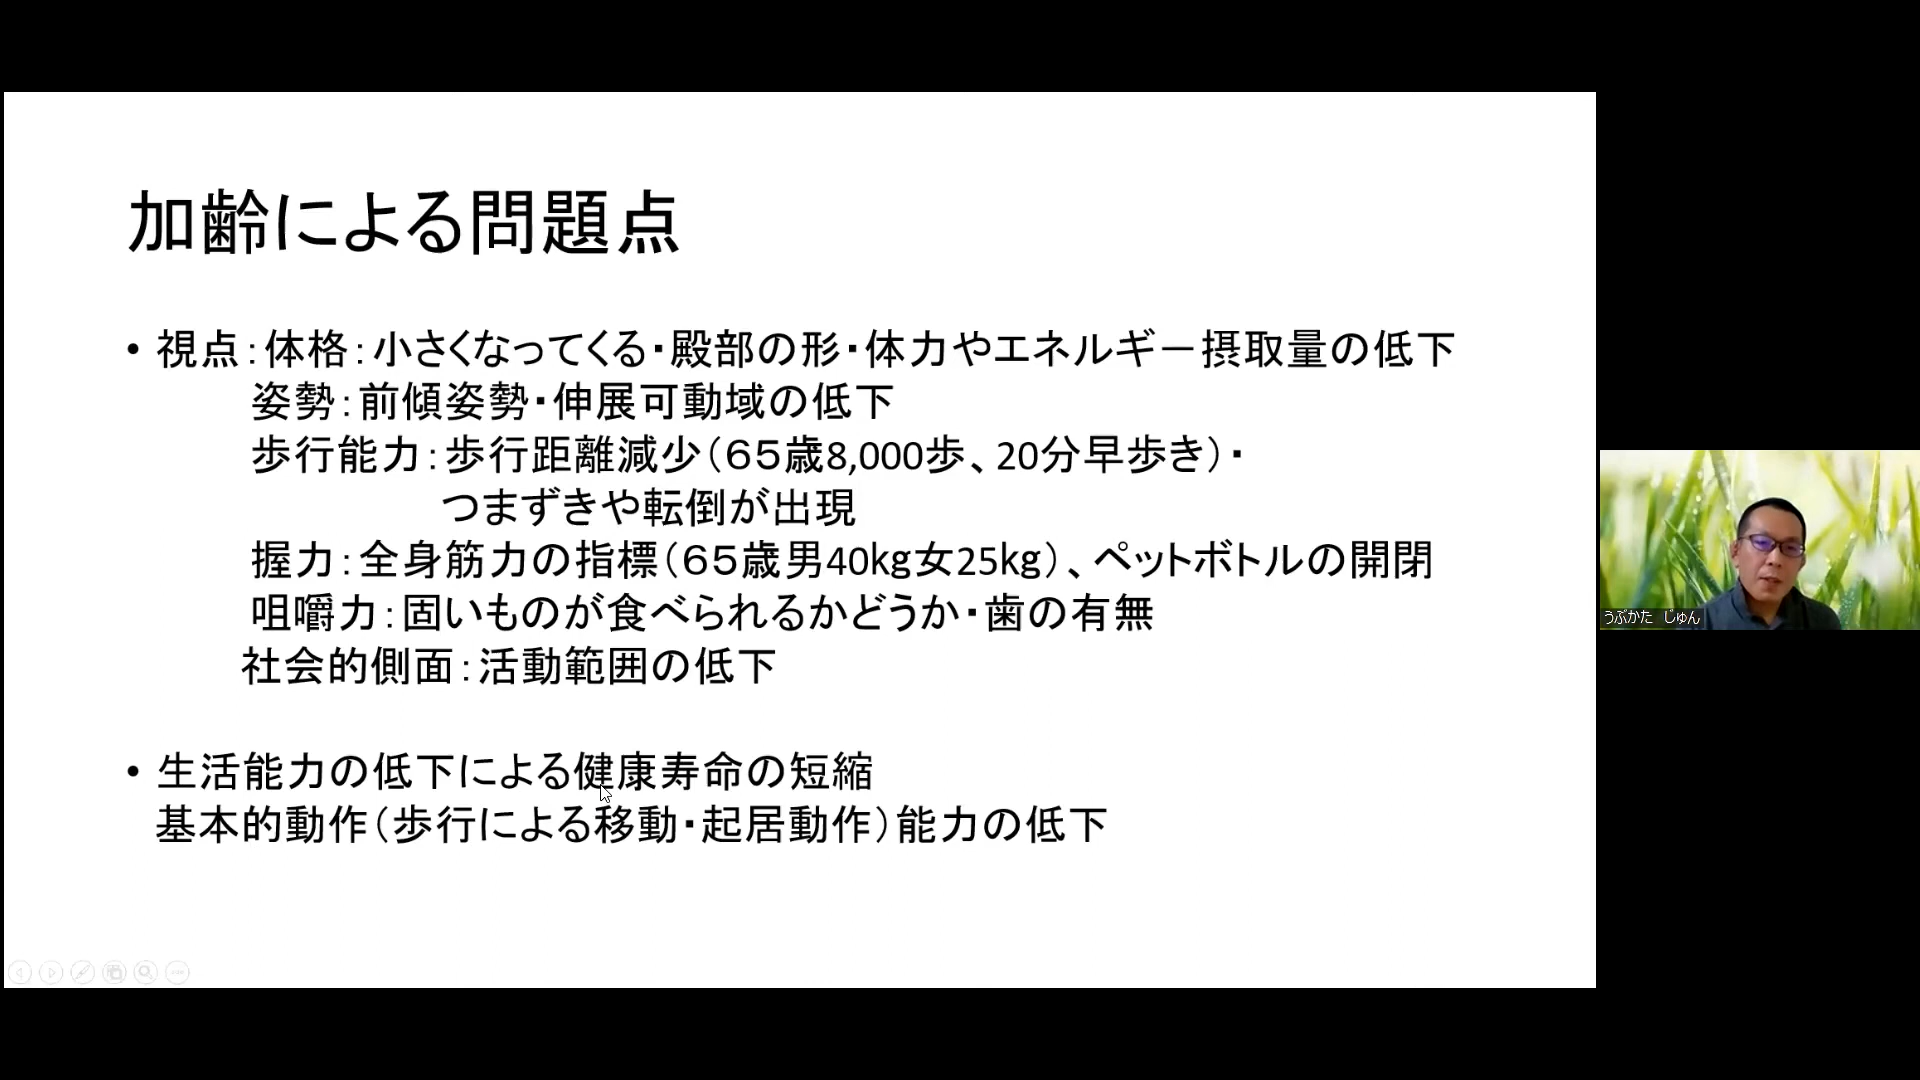 加齢による問題点
• 視点：体格：小さくなってくる・殿部の形・体力やエネルギー摂取量の低下
姿勢：前傾姿勢・伸展可動域の低下
歩行能力：歩行距離減少（６５歳8,000歩、20分早歩き）・
つまずきや転倒が出現
握力：全身筋力の指標（６５歳男40kg女25kg）、ペットボトルの開閉
咀嚼力：固いものが食べられるかどうか・歯の有無
社会的側面：活動範囲の低下
• 生活能力の低下による健康寿命の短縮
基本的動作（歩行による移動・起居動作）能力の低下
うぶかた　じゅん